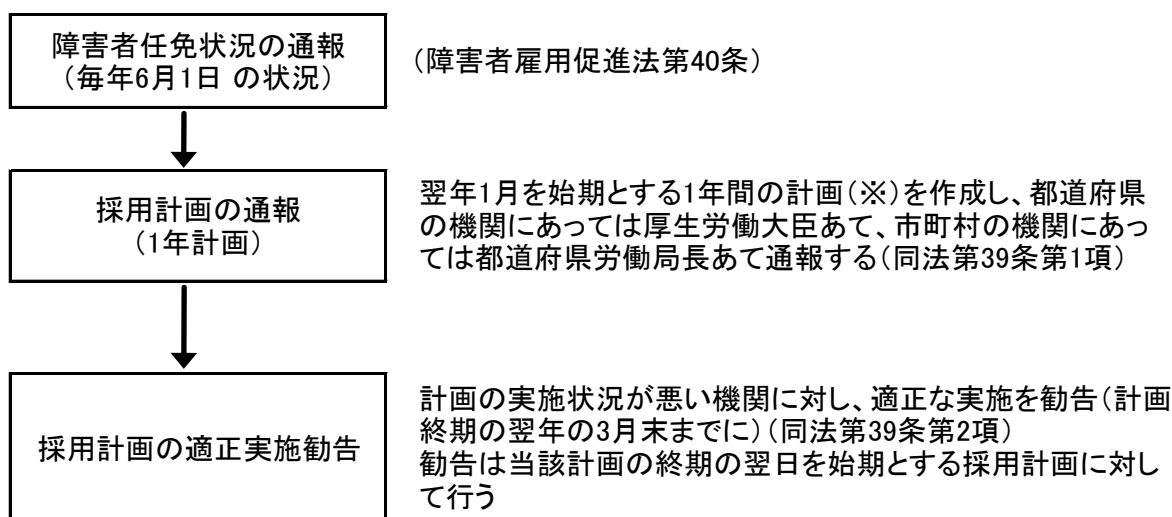 障害者任免状況の通報
（毎年6月1日 の状況）
（障害者雇用促進法第40条）
採用計画の通報
（1年計画）
翌年1月を始期とする1年間の計画（※）を作成し、都道府県
の機関にあっては厚生労働大臣あて、市町村の機関にあっ
ては都道府県労働局長あて通報する（同法第39条第1項）
採用計画の適正実施勧告
計画の実施状況が悪い機関に対し、適正な実施を勧告（計画
終期の翌年の3月末までに）（同法第39条第2項）
勧告は当該計画の終期の翌日を始期とする採用計画に対し
て行う